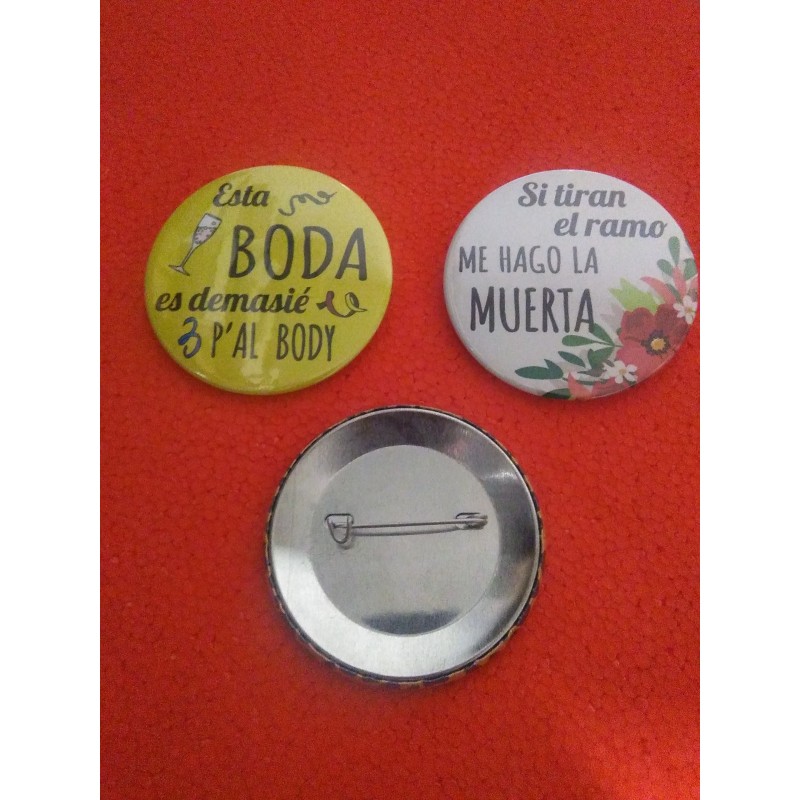 Esta
BODA
es demasié
P'AL BODY
Si tiran
el ramo
ME HAGO LA
MUERTA